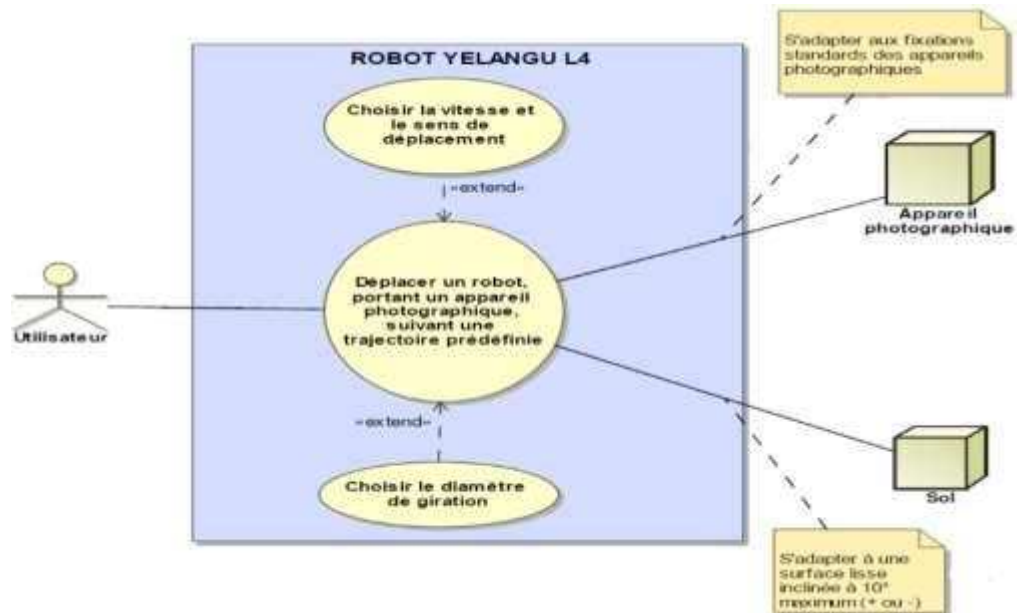 S'adapter aux fixations
standards des appareils
photographiques
ROBOT YELANGU L4
Choisir la vitesse et
le sens de
déplacement
«extend»
Appareil
photographique
Déplacer un robot,
portant un appareil
photographique,
suivant une
trajectoire prédéfinie
Utilisateur
«extend»
Choisir le diamètre
de giration
Sol
S'adapter à une
surface lisse
inclinée à 10°
maximum (+ ou -)